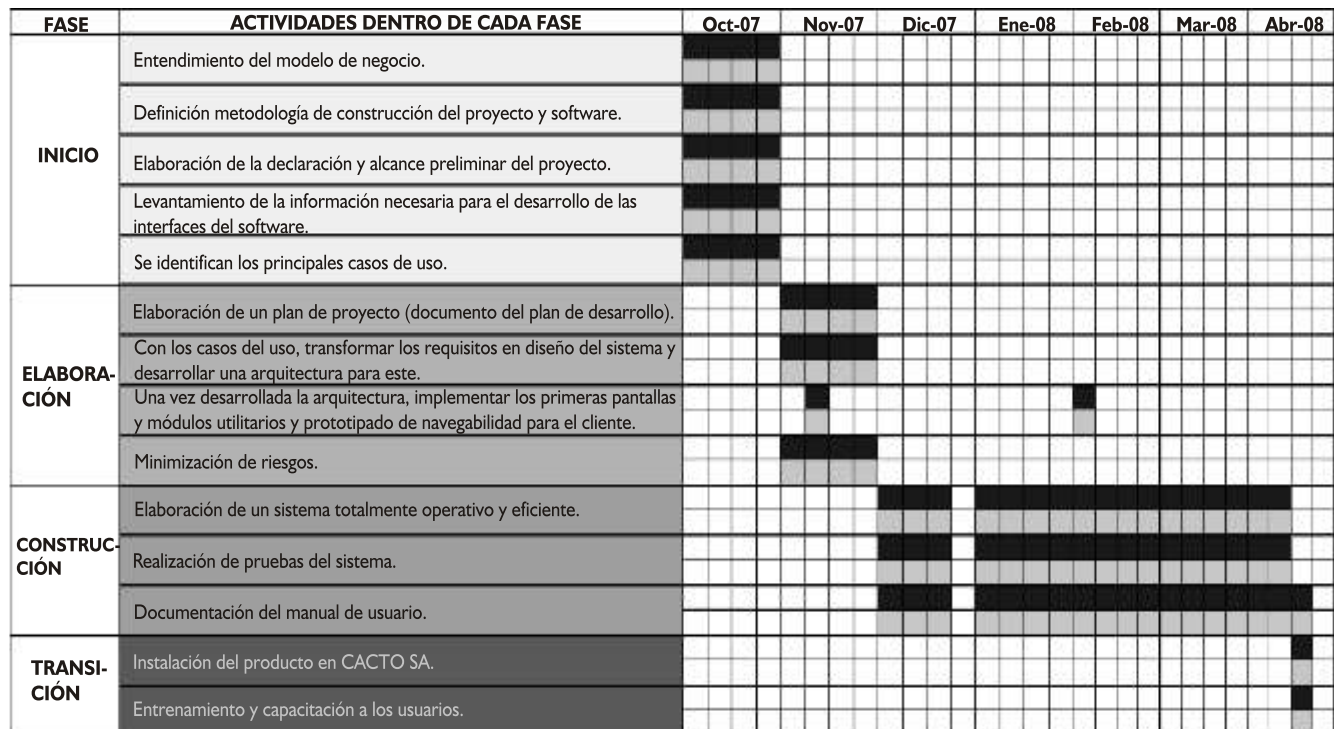 FASE ACTIVIDADES DENTRO DE CADA FASE Oct-07 Nov-07 Dic-07 Ene-08 Feb-08 Mar-08 Abr-08
INICIO
Entendimiento del modelo de negocio.
Definición metodología de construcción del proyecto y software.
Elaboración de la declaración y alcance preliminar del proyecto.
Levantamiento de la información necesaria para el desarrollo de las
interfaces del software.
Se identifican los principales casos de uso.
ELABORA-
CIÓN
Elaboración de un plan de proyecto (documento del plan de desarrollo).
Con los casos del uso, transformar los requisitos en diseño del sistema y
desarrollar una arquitectura para este.
Una vez desarrollada la arquitectura, implementar los primeras pantallas
y módulos utilitarios y prototipado de navegabilidad para el cliente.
Minimización de riesgos.
CONSTRUC-
CIÓN
Elaboración de un sistema totalmente operativo y eficiente.
Realización de pruebas del sistema.
Documentación del manual de usuario.
TRANSI-
CIÓN
Instalación del producto en CACTO SA.
Entrenamiento y capacitación a los usuarios.